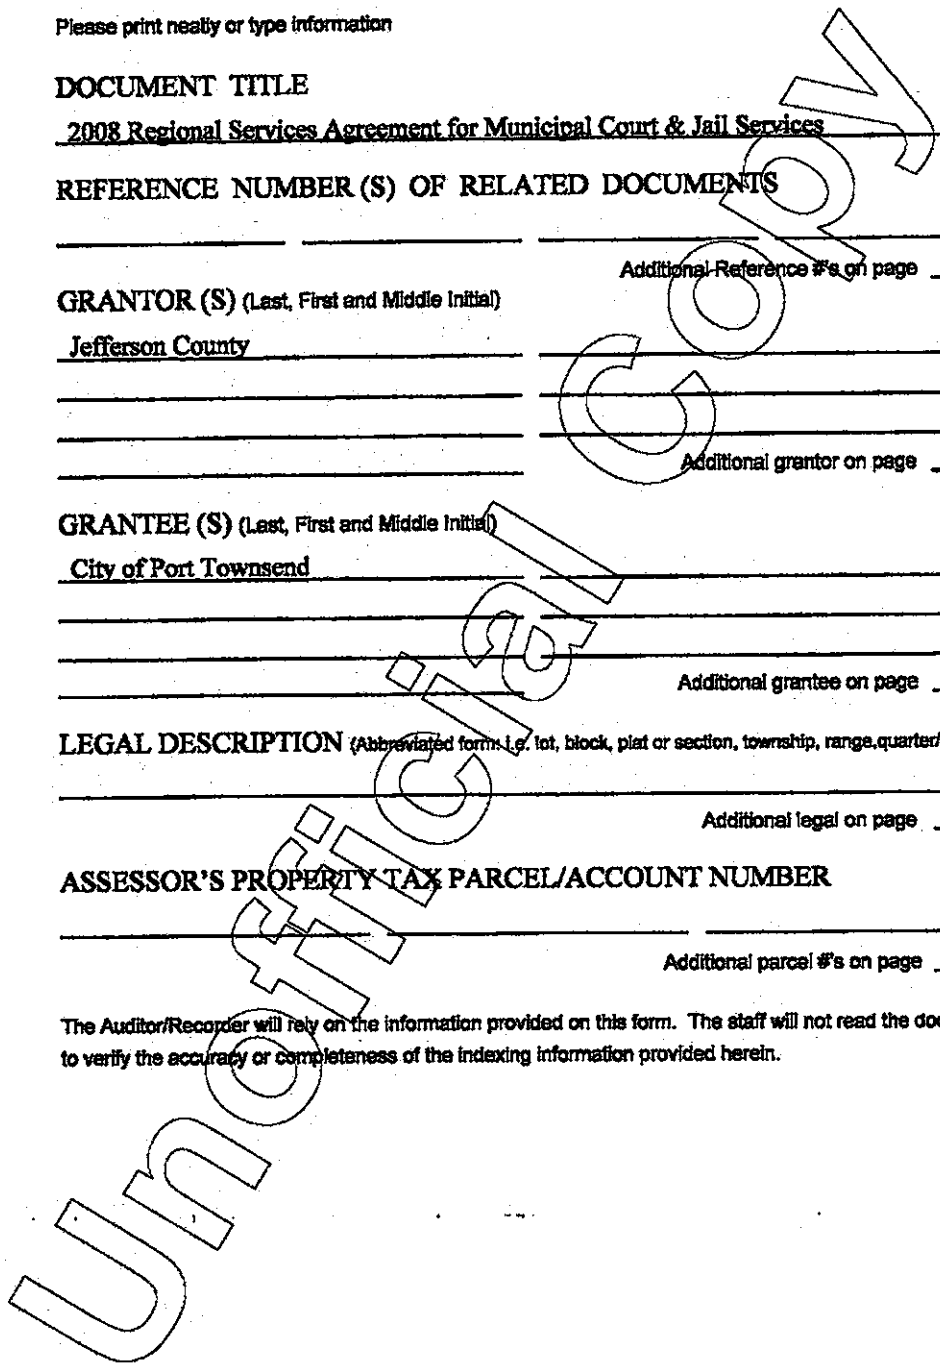 Please print neatly or type information
DOCUMENT TITLE
2008 Regional Services Agreement for Municipal Court & Jail Services
REFERENCE NUMBER (S) OF RELATED DOCUMENTS
Additional Reference #'s on page
GRANTOR (S) (Last, First and Middle Initial)
Jefferson County
Additional grantor on page
GRANTEE (S) (Last, First and Middle Initial)
City of Port Townsend
Additional grantee on page
LEGAL DESCRIPTION (Abbreviated form: i.e. lot, block, plat or section, township, range,quarter/
Additional legal on page
ASSESSOR'S PROPERTY TAX PARCEL/ACCOUNT NUMBER
Additional parcel #'s on page
The Auditor/Recorder will rely on the information provided on this form. The staff will not read the do
to verify the accuracy or completeness of the indexing information provided herein.
Unofficial Copy